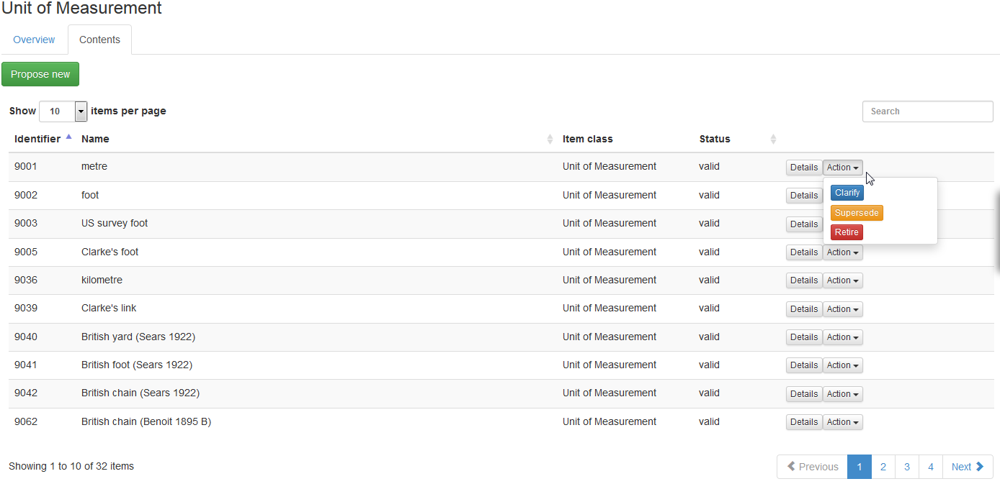 Unit of Measurement
Overview Contents
Propose new
Show 10 items per page Search
Identifier Name Item class Status
9001 metre Unit of Measurement valid Details Action
Clarify
9002 foot Unit of Measurement valid Details
Supersede
9003 US survey foot Unit of Measurement valid Details
Retire
9005 Clarke's foot Unit of Measurement valid Details Action
9036 kilometre Unit of Measurement valid Details Action
9039 Clarke's link Unit of Measurement valid Details Action
9040 British yard (Sears 1922) Unit of Measurement valid Details Action
9041 British foot (Sears 1922) Unit of Measurement valid Details Action
9042 British chain (Sears 1922) Unit of Measurement valid Details Action
9062 British chain (Benoit 1895 B) Unit of Measurement valid Details Action
Showing 1 to 10 of 32 items Previous 1 2 3 4 Next